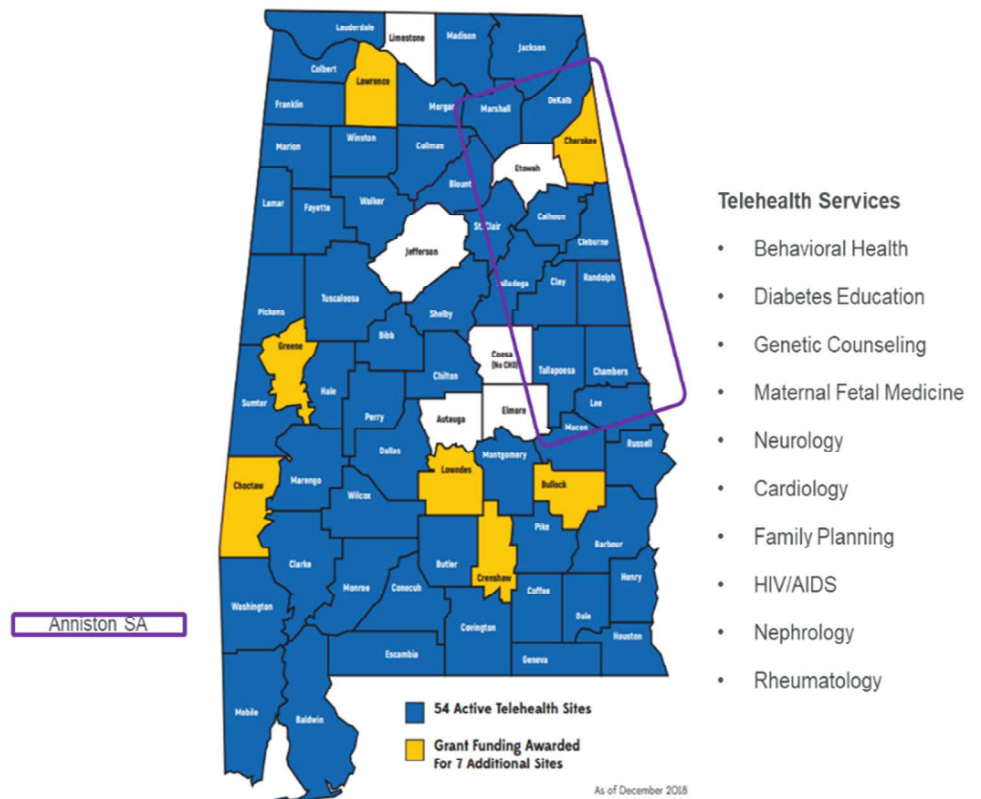 Lauderdale
Limestone
Madison
Jackson
Colbert
Lawrence
Franklin
Morgan
Marshall
DeKalb
Cherokee
Marion
Winston
Cullman
Etowah
Blount
Lamar
Fayette
Walker
St. Clair
Calhoun
Cleburne
Jefferson
Talladega
Clay
Randolph
Pickens
Tuscaloosa
Shelby
Bibb
Greene
Coosa
(No CHD)
Tallapoosa
Chambers
Sumter
Hale
Chilton
Perry
Autauga
Elmore
Lee
Macon
Russell
Dallas
Montgomery
Choctaw
Marengo
Lowndes
Bullock
Wilcox
Pike
Barbour
Clarke
Butler
Crenshaw
Monroe
Conecuh
Coffee
Henry
Washington
Dale
Covington
Houston
Escambia
Geneva
Mobile
Baldwin
Anniston SA
54 Active Telehealth Sites
Grant Funding Awarded
For 7 Additional Sites
As of December 2018
Telehealth Services
• Behavioral Health
• Diabetes Education
• Genetic Counseling
• Maternal Fetal Medicine
• Neurology
• Cardiology
• Family Planning
• HIV/AIDS
• Nephrology
• Rheumatology